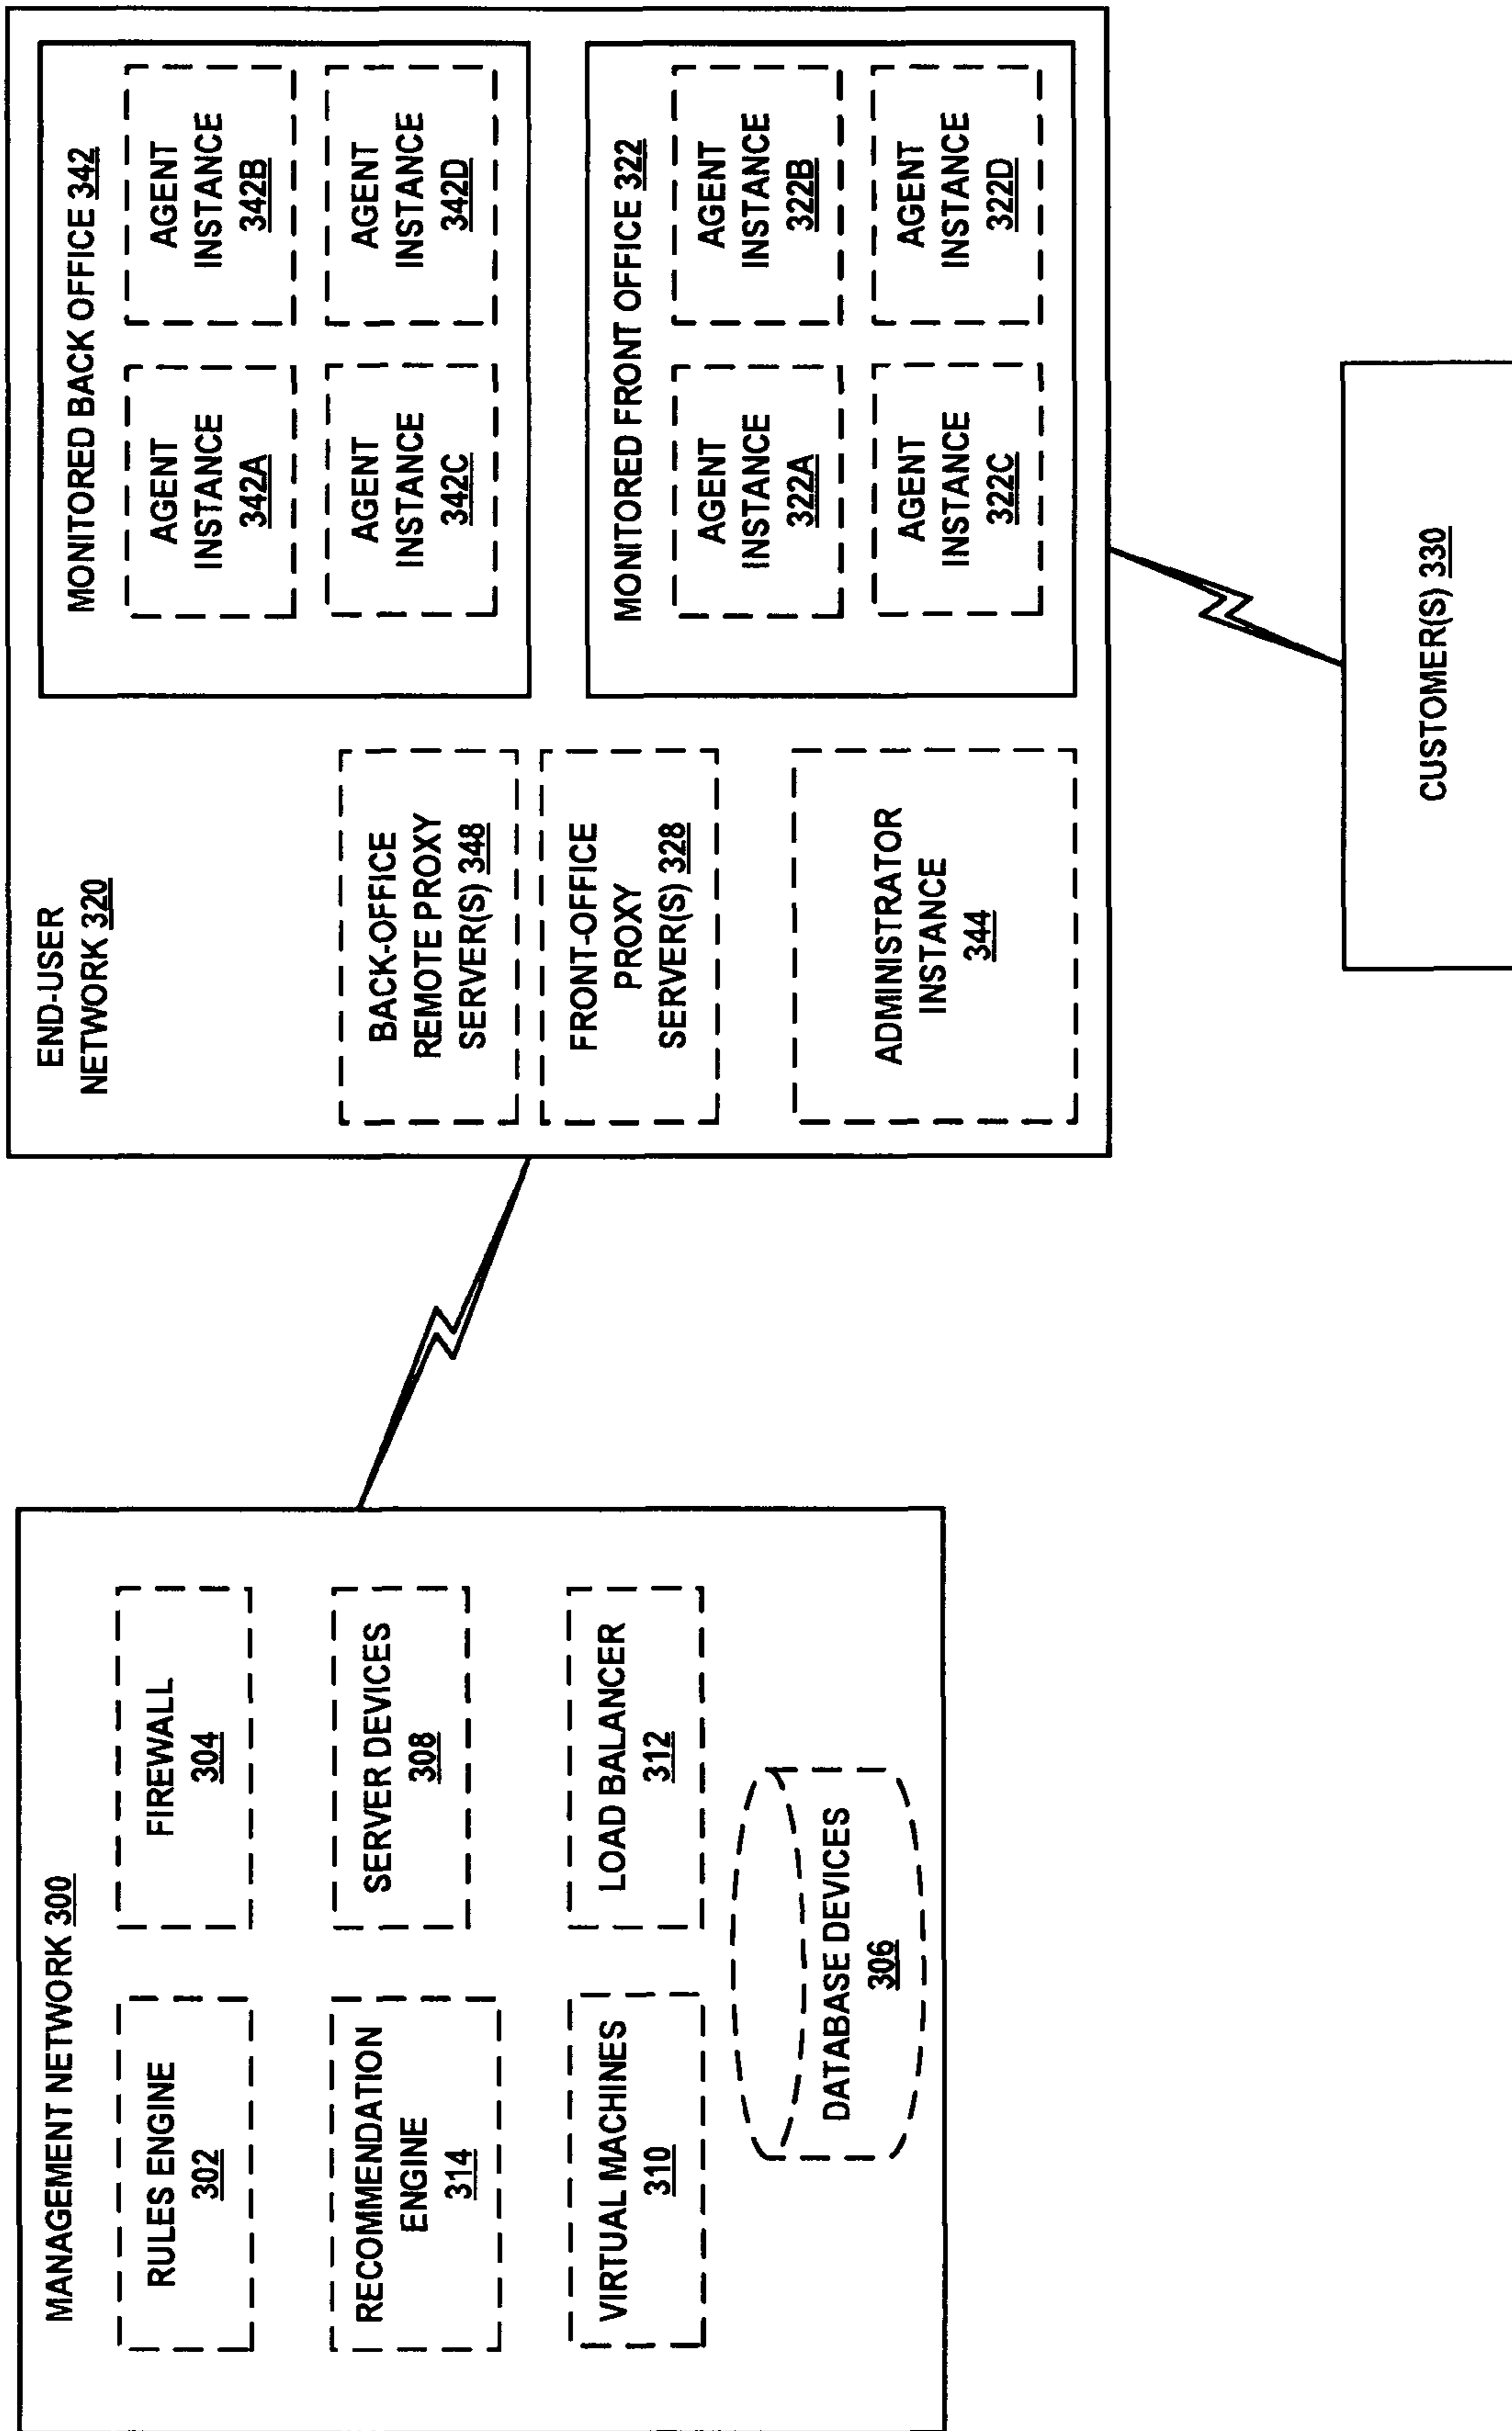 MANAGEMENT NETWORK 300
RULES ENGINE
302
FIREWALL
304
RECOMMENDATION
ENGINE
314
SERVER DEVICES
308
VIRTUAL MACHINES
310
LOAD BALANCER
312
DATABASE DEVICES
306
END-USER
NETWORK 320
BACK-OFFICE
REMOTE PROXY
SERVER(S) 348
FRONT-OFFICE
PROXY
SERVER(S) 328
ADMINISTRATOR
INSTANCE
344
MONITORED BACK OFFICE 342
AGENT
INSTANCE
342A
AGENT
INSTANCE
342B
AGENT
INSTANCE
342C
AGENT
INSTANCE
342D
MONITORED FRONT OFFICE 322
AGENT
INSTANCE
322A
AGENT
INSTANCE
322B
AGENT
INSTANCE
322C
AGENT
INSTANCE
322D
CUSTOMER(S) 330